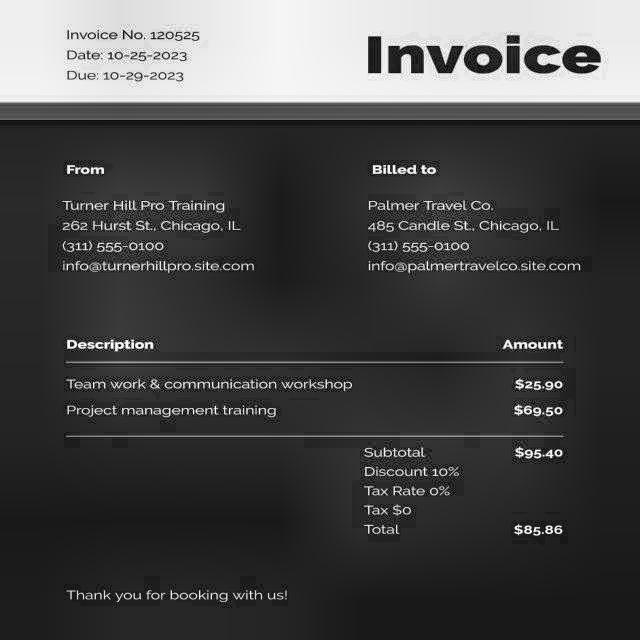 Invoice No. 120525
Date: 10-25-2023
Due: 10-29-2023
Invoice
From
Turner Hill Pro Training
262 Hurst St., Chicago, IL
(311) 555-0100
info@turnerhillpro.site.com
Billed to
Palmer Travel Co.
485 Candle St., Chicago, IL
(311) 555-0100
info@palmertravelco.site.com
Description Amount
Team work & communication workshop $25.90
Project management training $69.50
Subtotal $95.40
Discount 10%
Tax Rate 0%
Tax $0
Total $85.86
Thank you for booking with us!